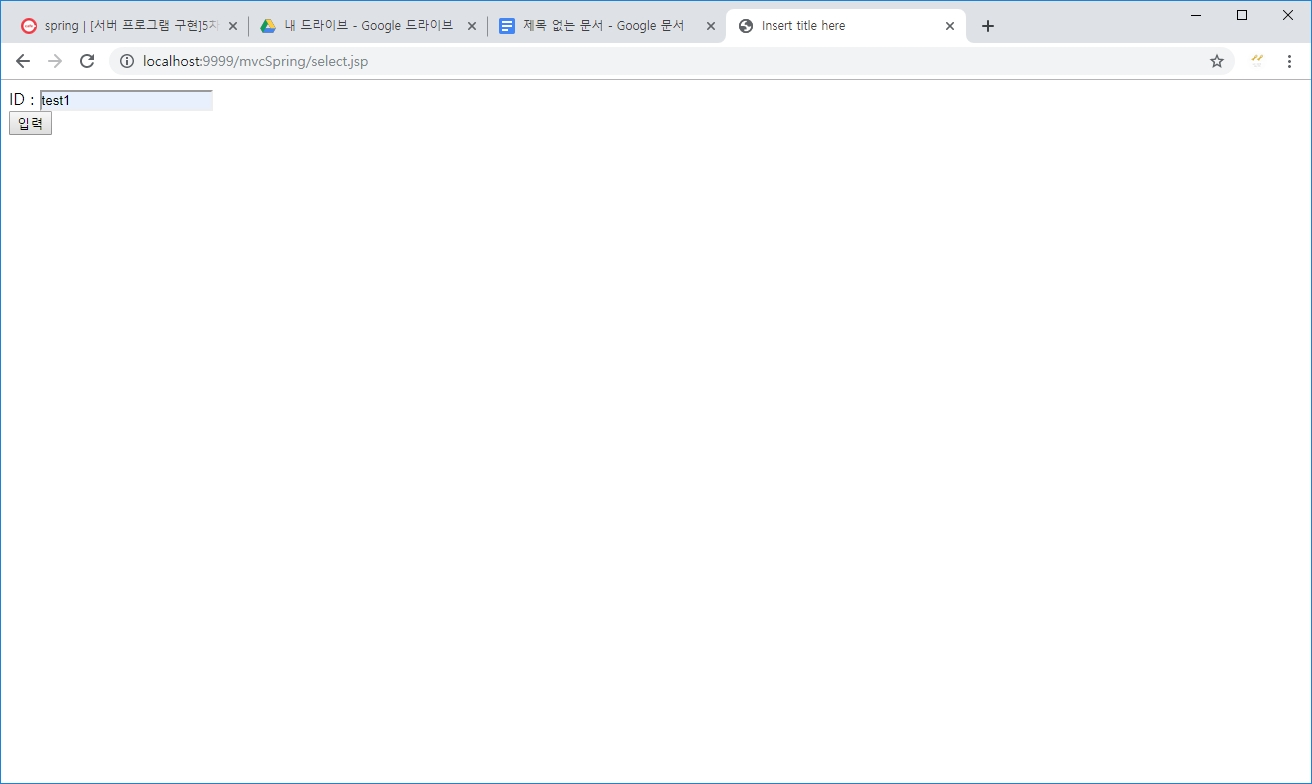 spring | [서버 프로그램 구현]5차
내 드라이브 - Google 드라이브
제목 없는 문서 - Google 문서
Insert title here
localhost:9999/mvcSpring/select.jsp
ID : test1
입력